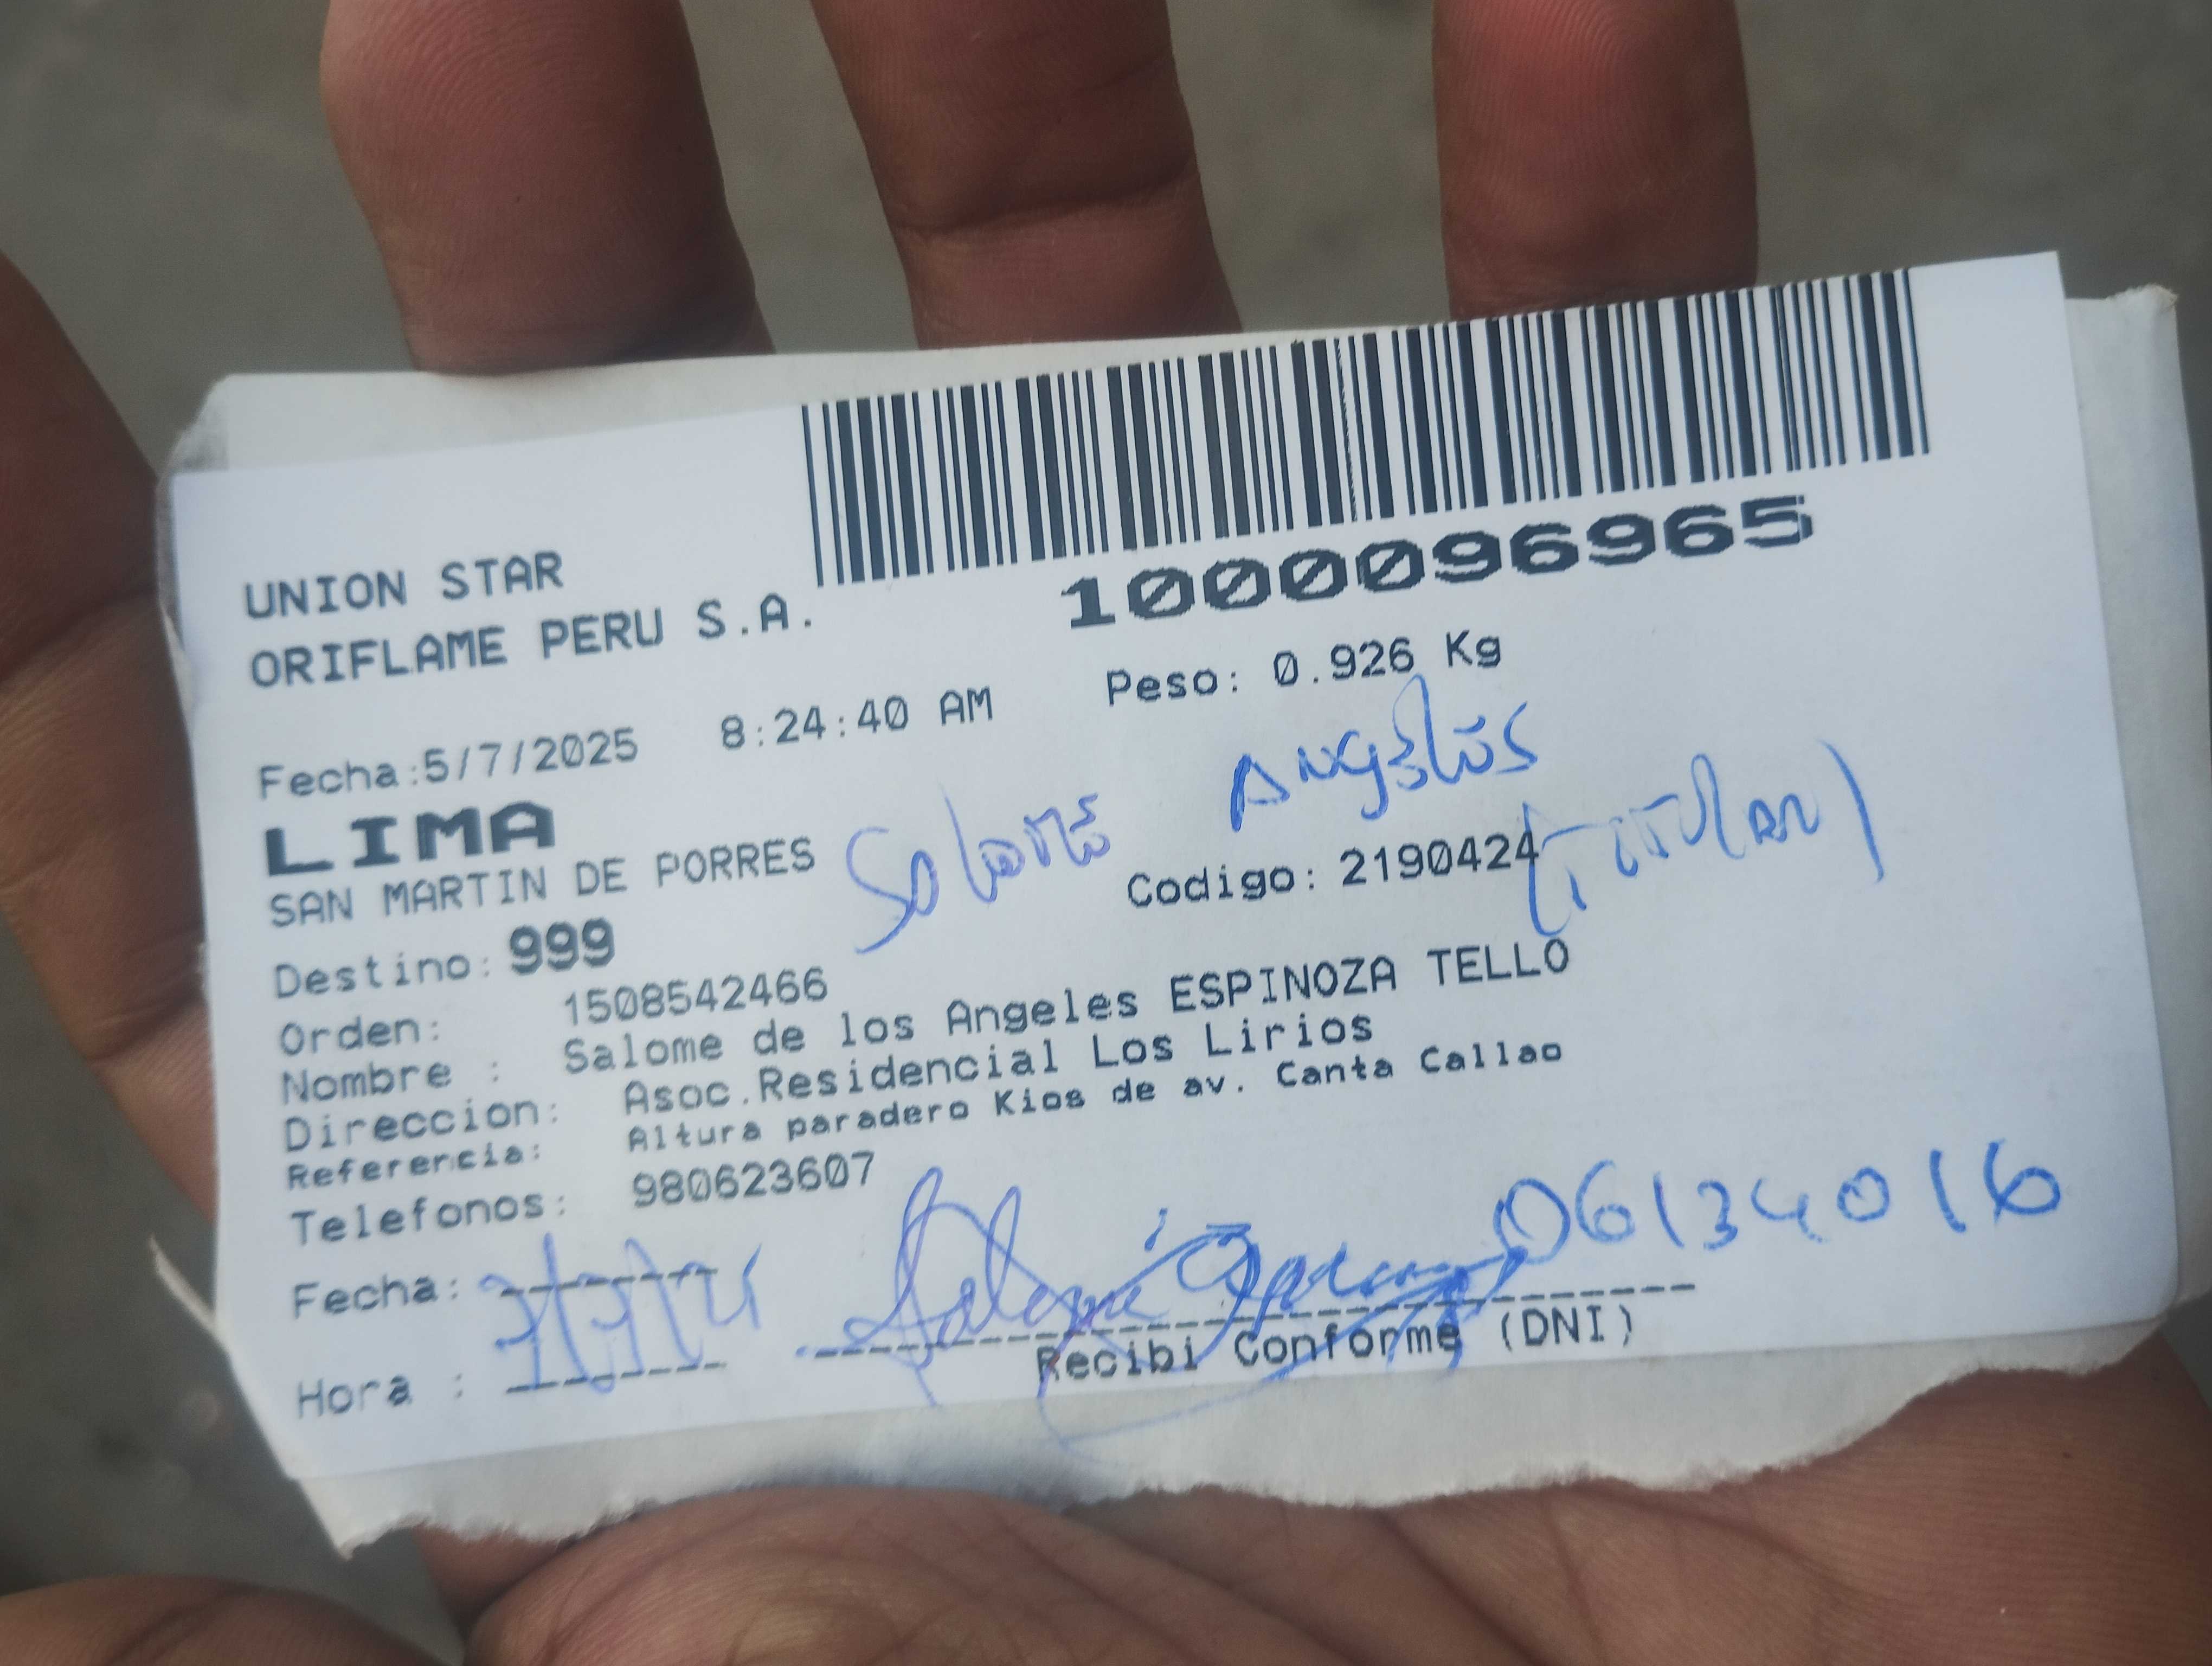 UNION STAR
ORIFLAME PERU S.A.
1000096965
Fecha:5/7/2025 8:24:40 AM Peso: 0.926 Kg
LIMA
SAN MARTIN DE PORRES
Salomé Angeles
(Titular)
Codigo: 2190424
Destino: 999
Orden: 1508542466
Nombre : Salome de los Angeles ESPINOZA TELLO
Direccion: Asoc.Residencial Los Lirios
Referencia: Altura paradero Kios de av. Canta Callao
Telefonos: 980623607
Fecha:
06134016
Hora :
Recibi Conforme (DNI)